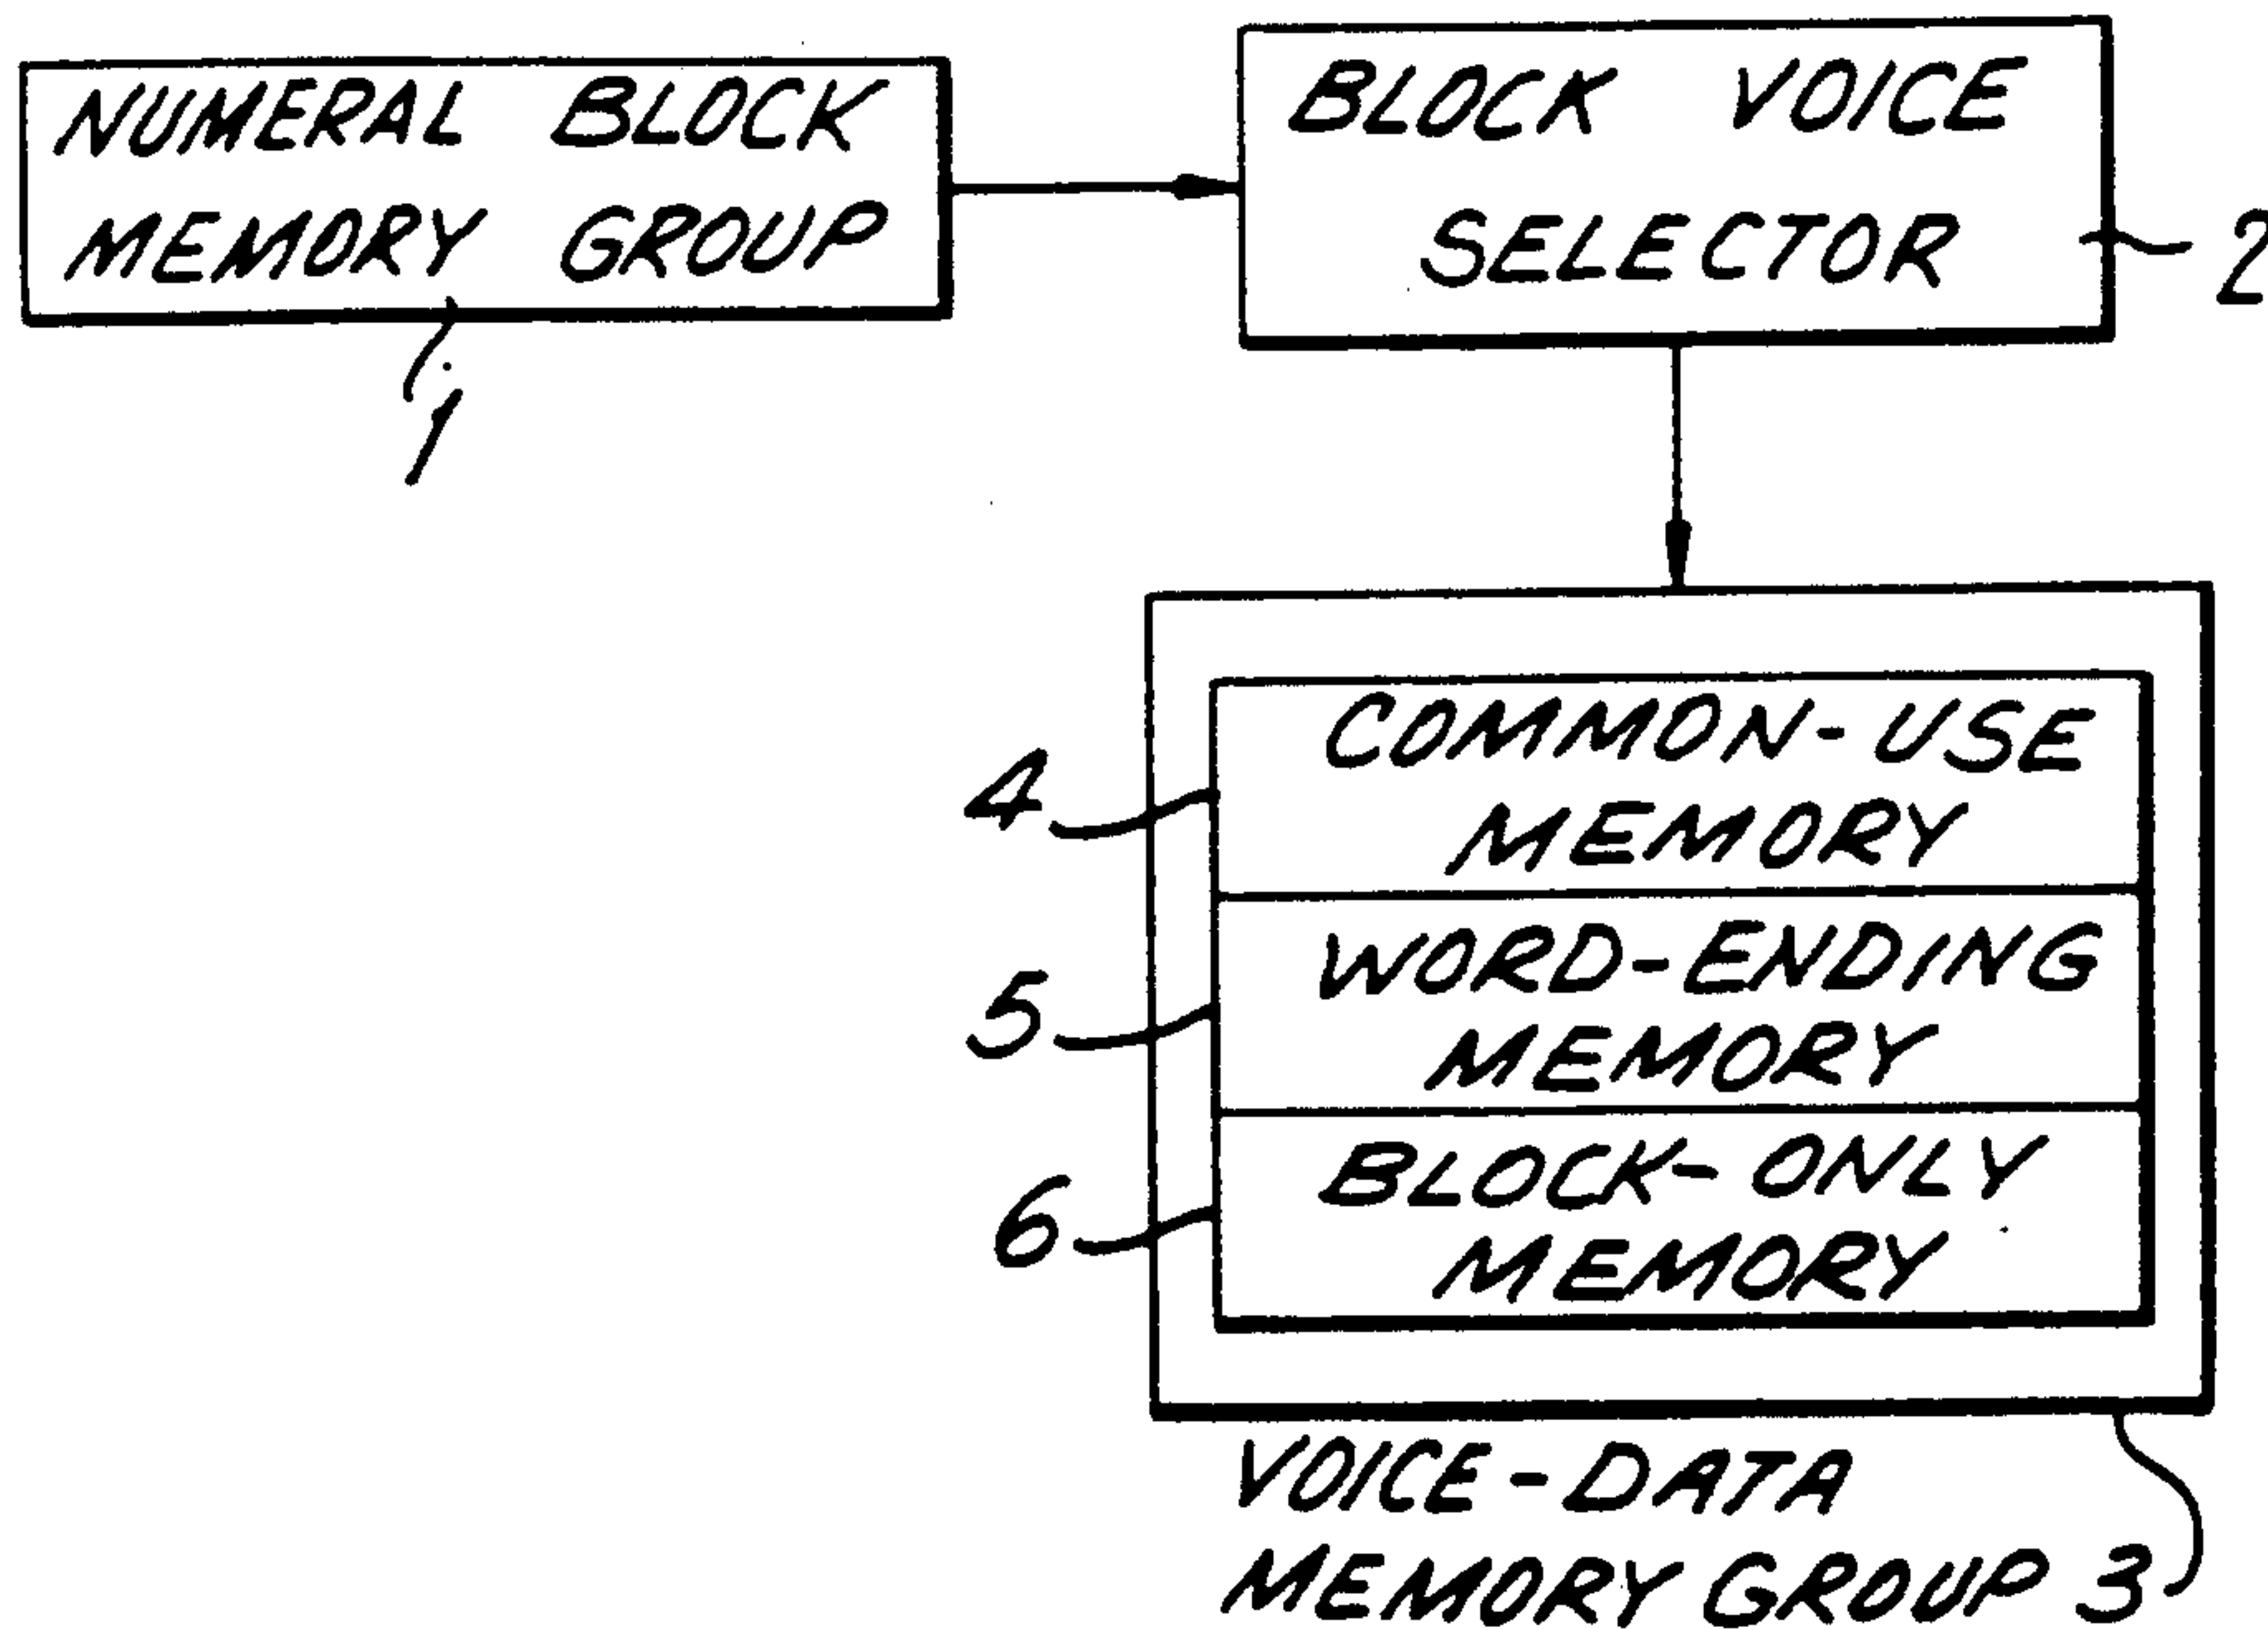 NUMERAL BLOCK
MEMORY GROUP
1
BLOCK VOICE
SELECTOR
2
COMMON-USE
MEMORY
4
WORD-ENDING
MEMORY
5
BLOCK-ONLY
MEMORY
6
VOICE-DATA
MEMORY GROUP 3